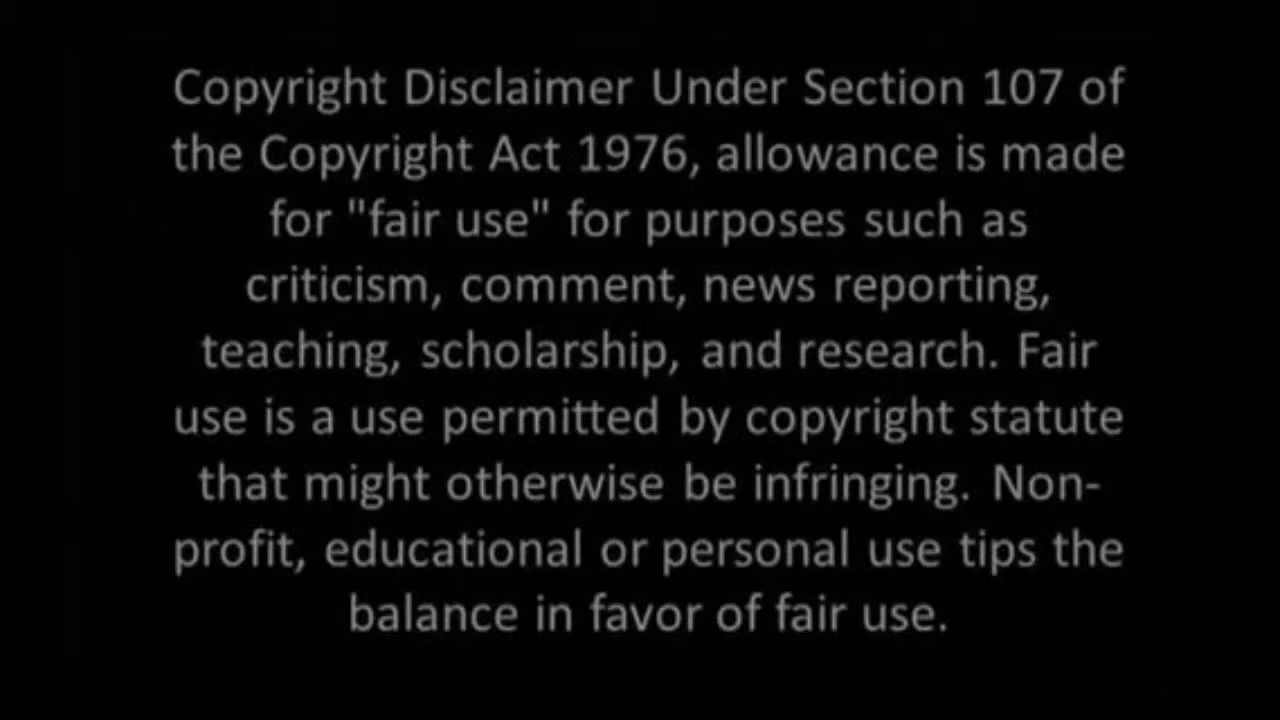 Copyright Disclaimer Under Section 107 of
the Copyright Act 1976, allowance is made
for "fair use" for purposes such as
criticism, comment, news reporting,
teaching, scholarship, and research. Fair
use is a use permitted by copyright statute
that might otherwise be infringing. Non-
profit, educational or personal use tips the
balance in favor of fair use.